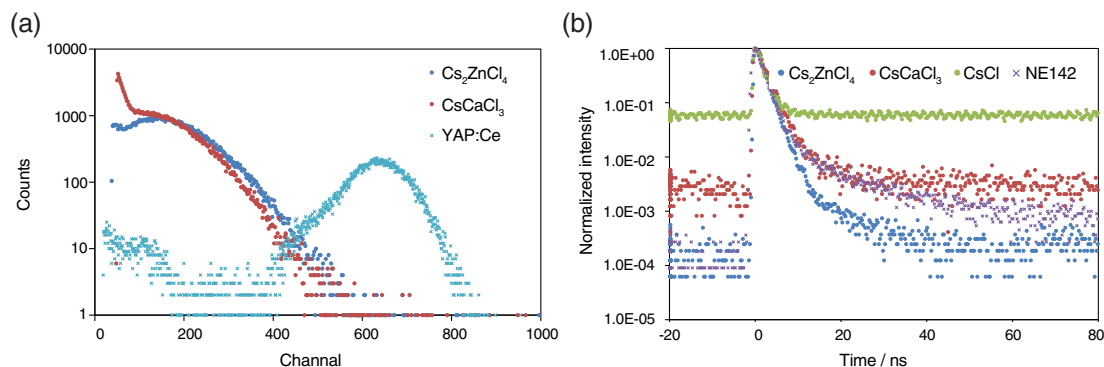 (a)
10000
1000
100
10
1
0
200
400
600
800
1000
Counts
Channal
Cs₂ZnCl₄
CsCaCl₃
YAP:Ce
(b)
1.0E+00
1.0E-01
1.0E-02
1.0E-03
1.0E-04
1.0E-05
-20
0
20
40
60
80
Normalized intensity
Time / ns
Cs₂ZnCl₄
CsCaCl₃
CsCl
NE142